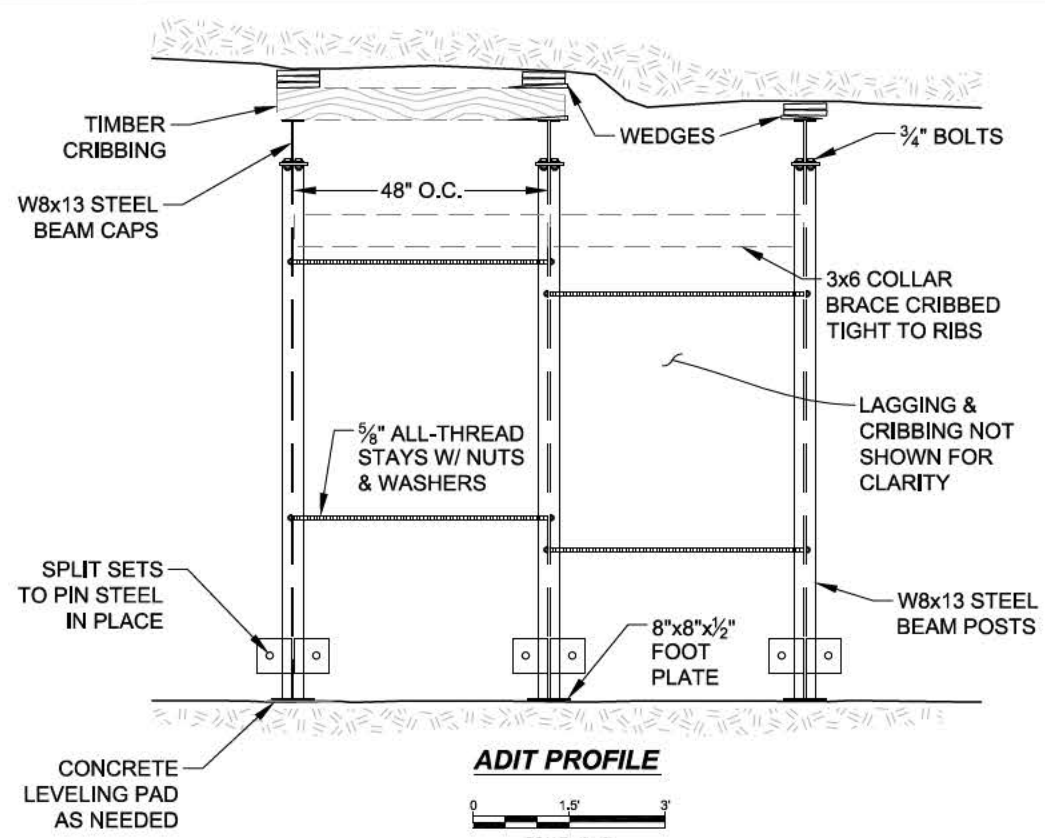 TIMBER
CRIBBING
WEDGES
¾" BOLTS
W8x13 STEEL
BEAM CAPS
48" O.C.
3x6 COLLAR
BRACE CRIBBED
TIGHT TO RIBS
LAGGING &
CRIBBING NOT
SHOWN FOR
CLARITY
⅝" ALL-THREAD
STAYS W/ NUTS
& WASHERS
SPLIT SETS
TO PIN STEEL
IN PLACE
W8x13 STEEL
BEAM POSTS
8"x8"x½"
FOOT
PLATE
CONCRETE
LEVELING PAD
AS NEEDED
ADIT PROFILE
0 1.5' 3'